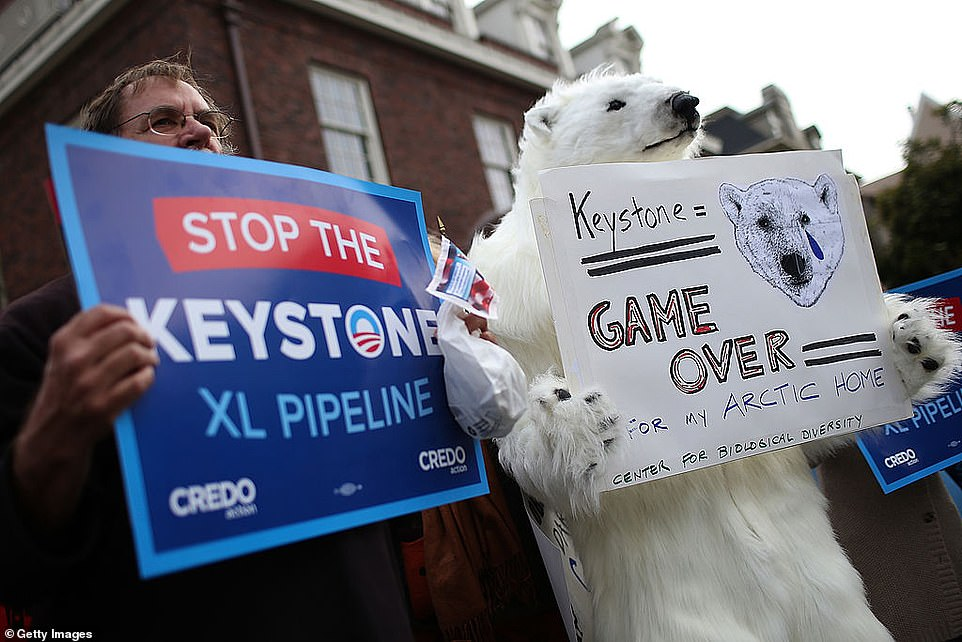 STOP THE
KEYSTONE
XL PIPELINE
CREDO
action
CREDO
action
Keystone =
GAME
OVER =
FOR MY ARCTIC HOME
CENTER FOR BIOLOGICAL DIVERSITY
XL PIPELINE
CREDO
action
© Getty Images